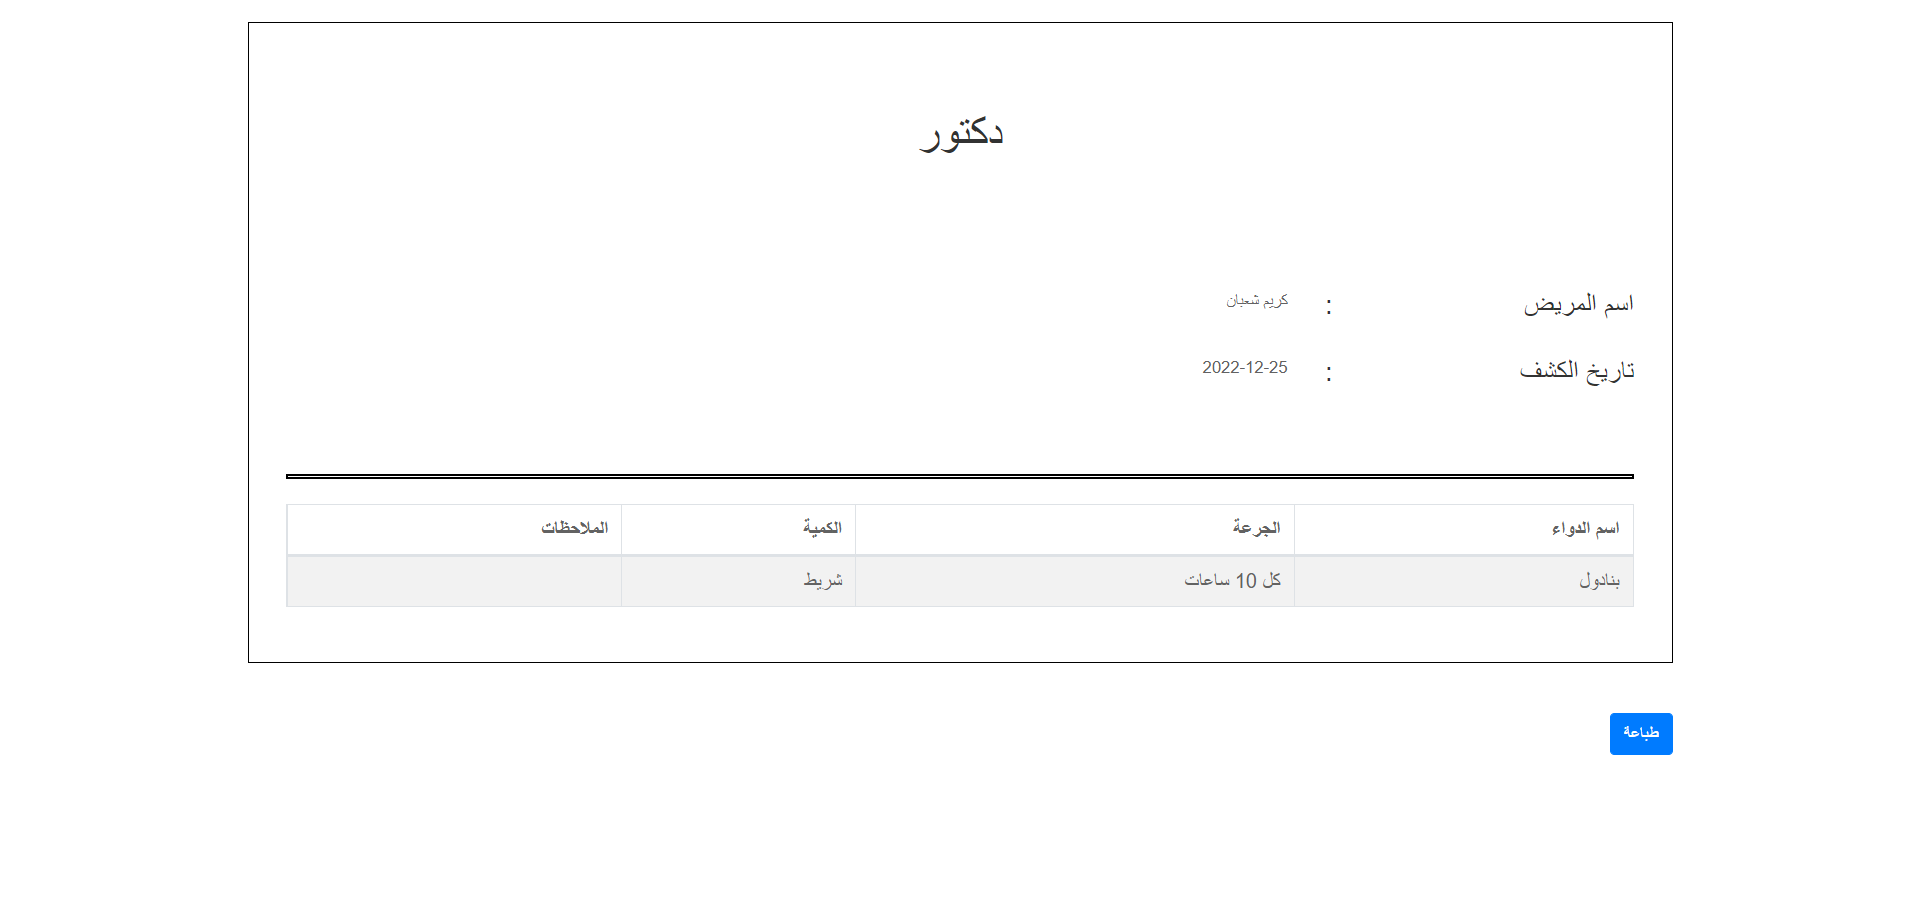 دكتور
اسم المريض : كريم شعبان
تاريخ الكشف : 2022-12-25
اسم الدواء الجرعة الكمية الملاحظات
بنادول كل 10 ساعات شريط
طباعة